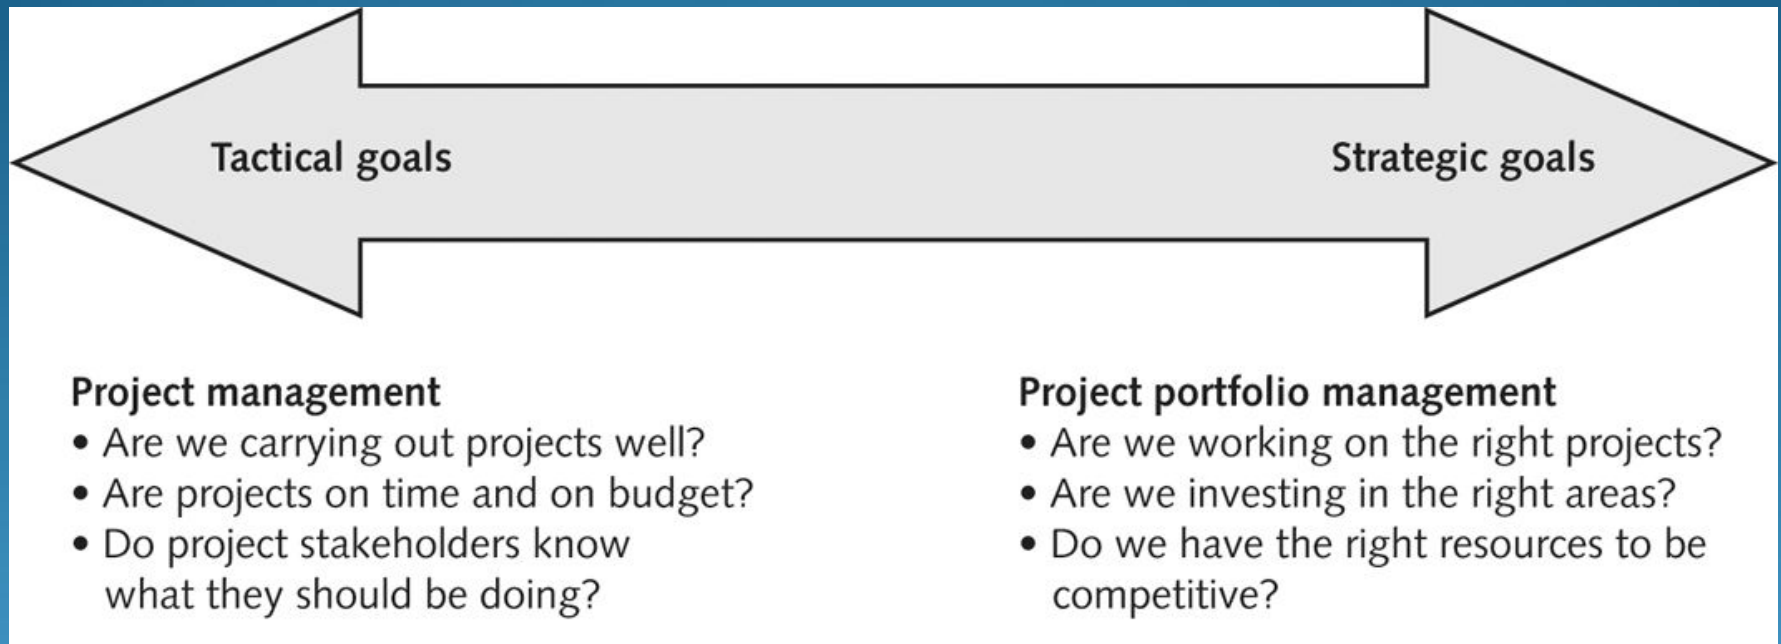 Tactical goals
Strategic goals
Project management
• Are we carrying out projects well?
• Are projects on time and on budget?
• Do project stakeholders know
what they should be doing?
Project portfolio management
• Are we working on the right projects?
• Are we investing in the right areas?
• Do we have the right resources to be
competitive?